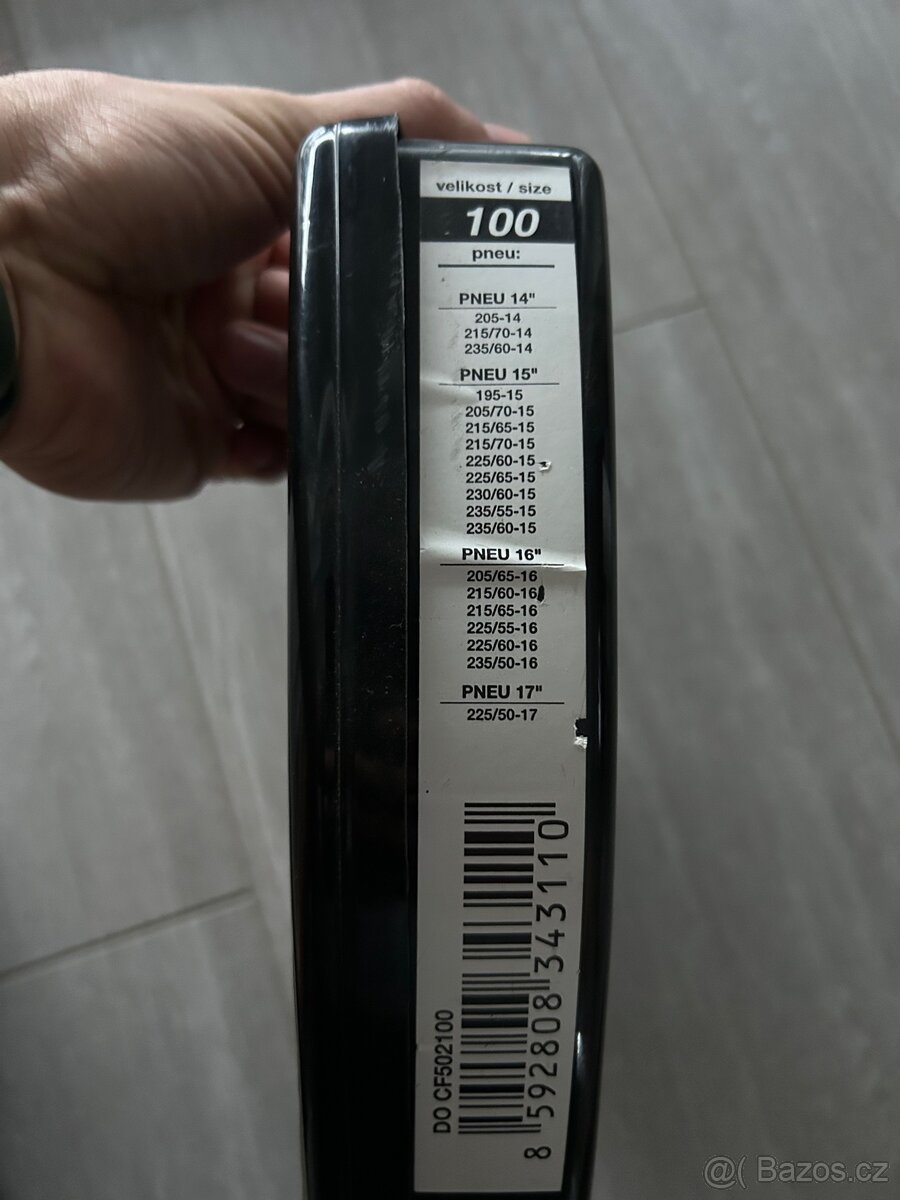 velikost / size
100
pneu:
PNEU 14"
205-14
215/70-14
235/60-14
PNEU 15"
195-15
205/70-15
215/65-15
215/70-15
225/60-15
225/65-15
230/60-15
235/55-15
235/60-15
PNEU 16"
205/65-16
215/60-16
215/65-16
225/55-16
225/60-16
235/50-16
PNEU 17"
225/50-17
DO CF502100
8 592808 343110
@( Bazos.cz